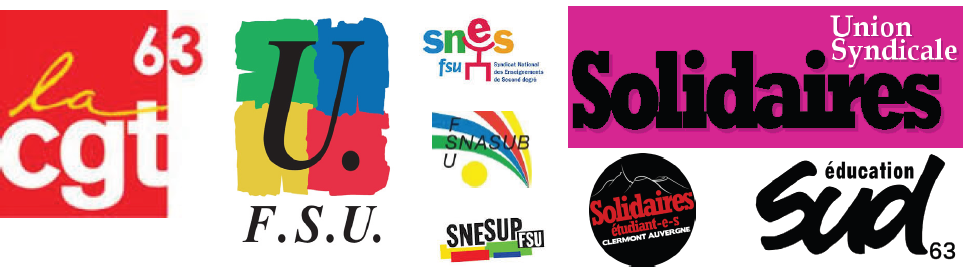 63
la
cgt
U.
F.S.U.
snes
fsu
Syndicat National
des Enseignements
de Second degré
F
SNASUB
U
SNESUP
FSU
Union
Syndicale
Solidaires
Solidaires
étudiant-e-s
CLERMONT AUVERGNE
éducation
sud
63